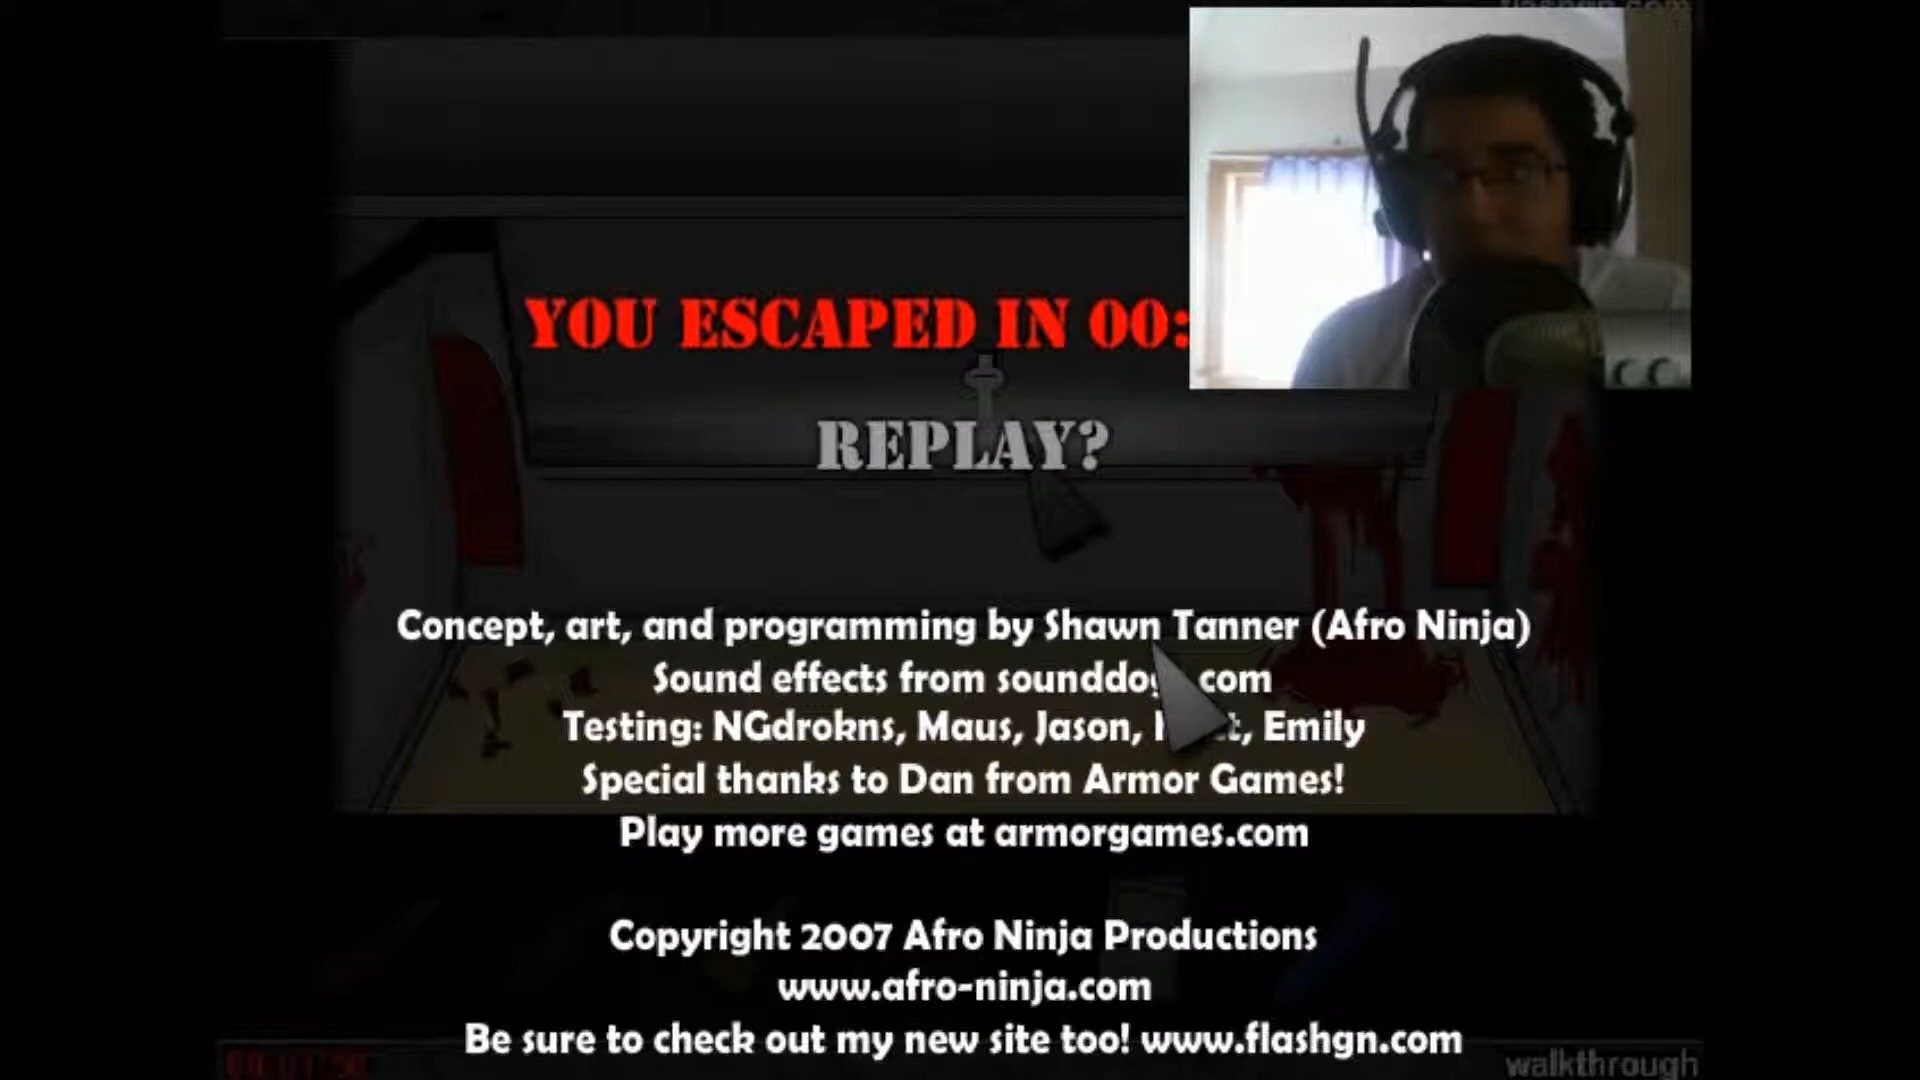 flashgn.com
YOU ESCAPED IN 00:
REPLAY?
Concept, art, and programming by Shawn Tanner (Afro Ninja)
Sound effects from sounddo com
Testing: NGdrokns, Maus, Jason, Emily
Special thanks to Dan from Armor Games!
Play more games at armorgames.com
Copyright 2007 Afro Ninja Productions
www.afro-ninja.com
Be sure to check out my new site too! www.flashgn.com
walkthrough